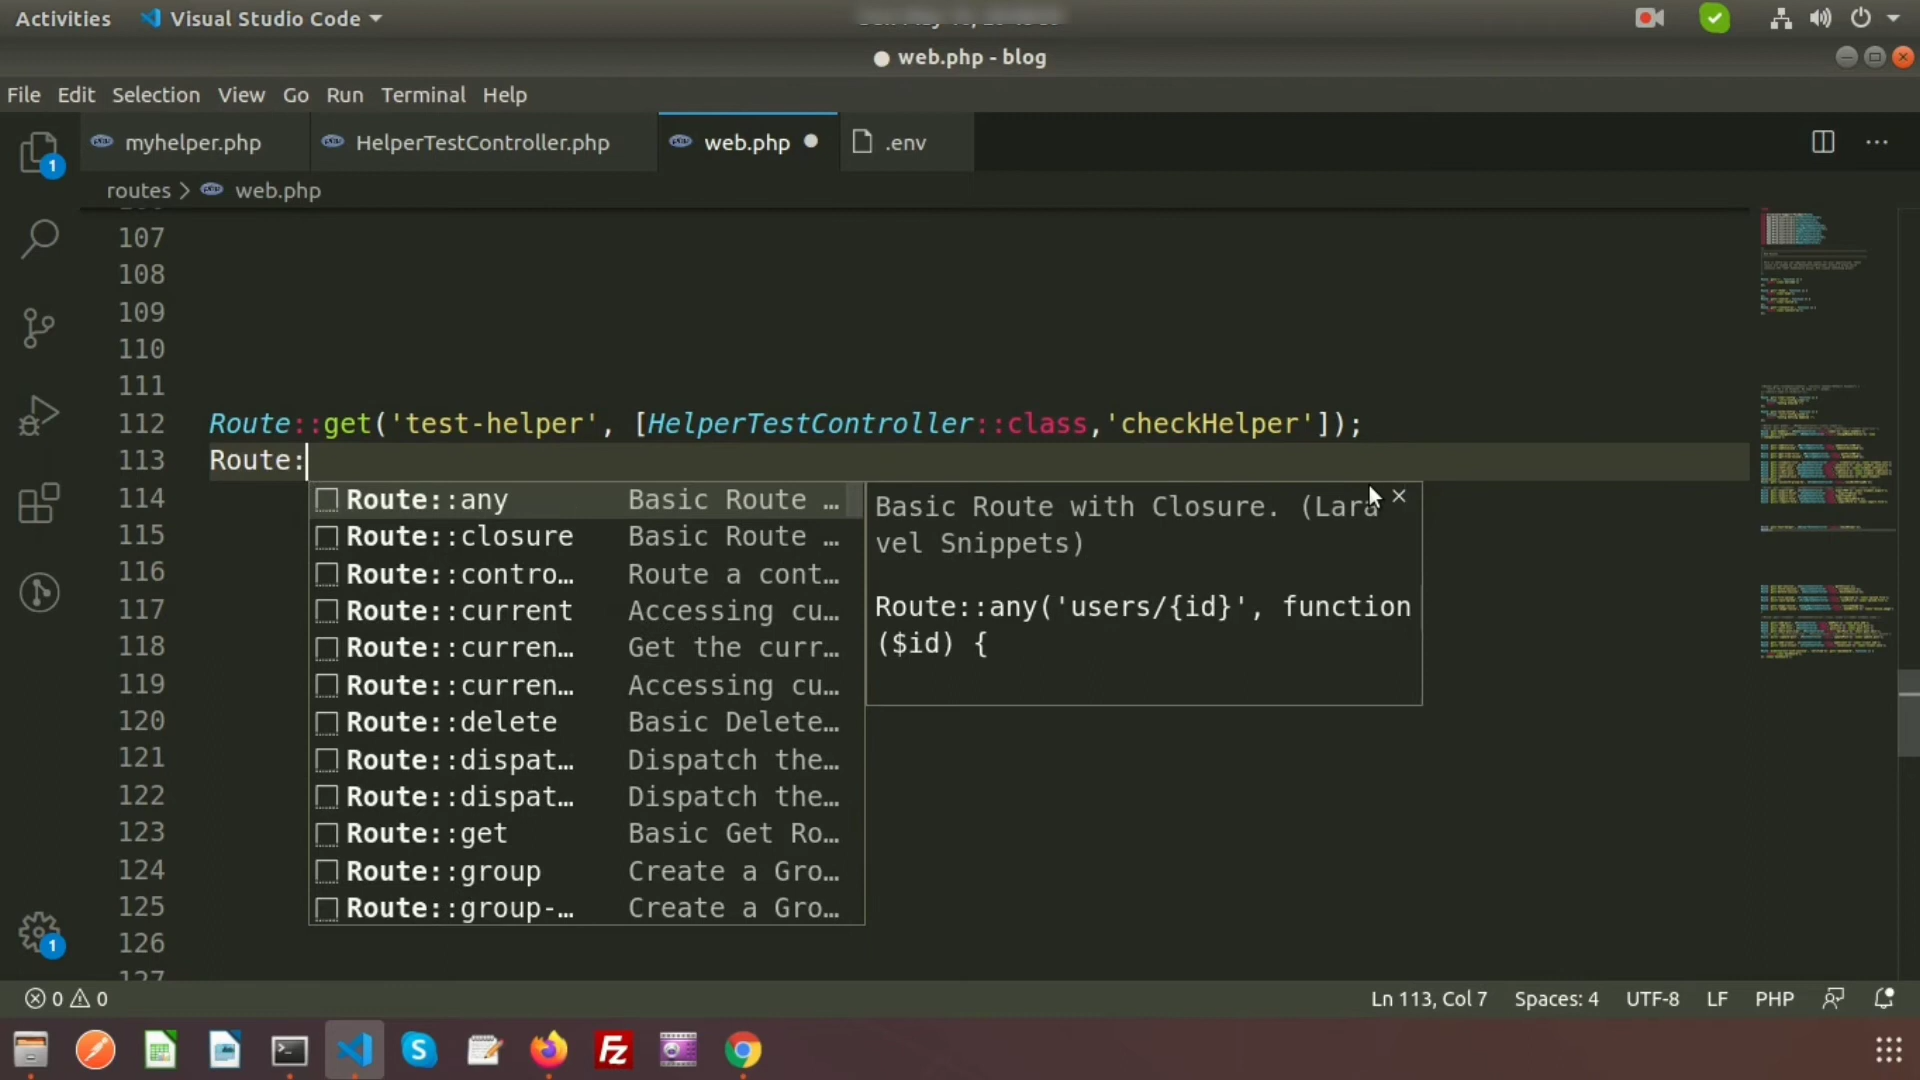 Activities Visual Studio Code
web.php - blog
File Edit Selection View Go Run Terminal Help
1 myhelper.php HelperTestController.php web.php .env
routes > web.php
107
108
109
110
111
112 Route::get('test-helper', [HelperTestController::class,'checkHelper']);
113 Route:
114 Route::any Basic Route …
115 Route::closure Basic Route …
116 Route::contro… Route a cont…
117 Route::current Accessing cu…
118 Route::curren… Get the curr…
119 Route::curren… Accessing cu…
120 Route::delete Basic Delete…
121 Route::dispat… Dispatch the…
122 Route::dispat… Dispatch the…
123 Route::get Basic Get Ro…
124 Route::group Create a Gro…
125 Route::group-… Create a Gro…
126
127
Basic Route with Closure. (Lara
vel Snippets)
Route::any('users/{id}', function
($id) {
1
0 0 Ln 113, Col 7 Spaces: 4 UTF-8 LF PHP
S Fz